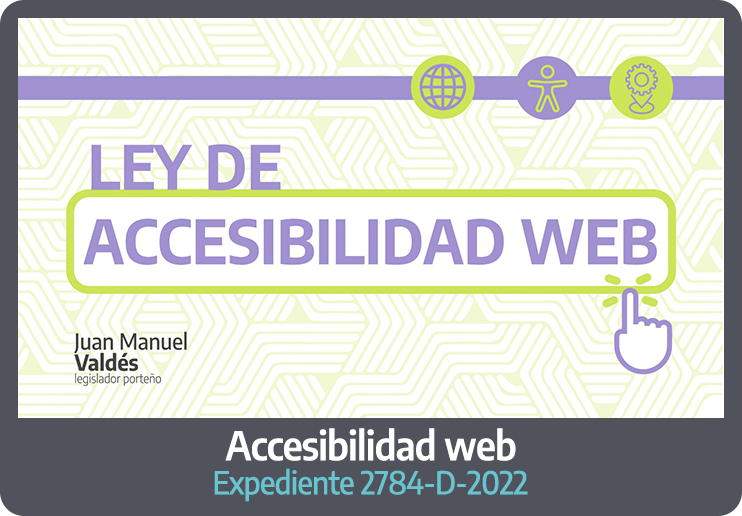 LEY DE
ACCESIBILIDAD WEB
Juan Manuel
Valdés
legislador porteño
Accesibilidad web
Expediente 2784-D-2022